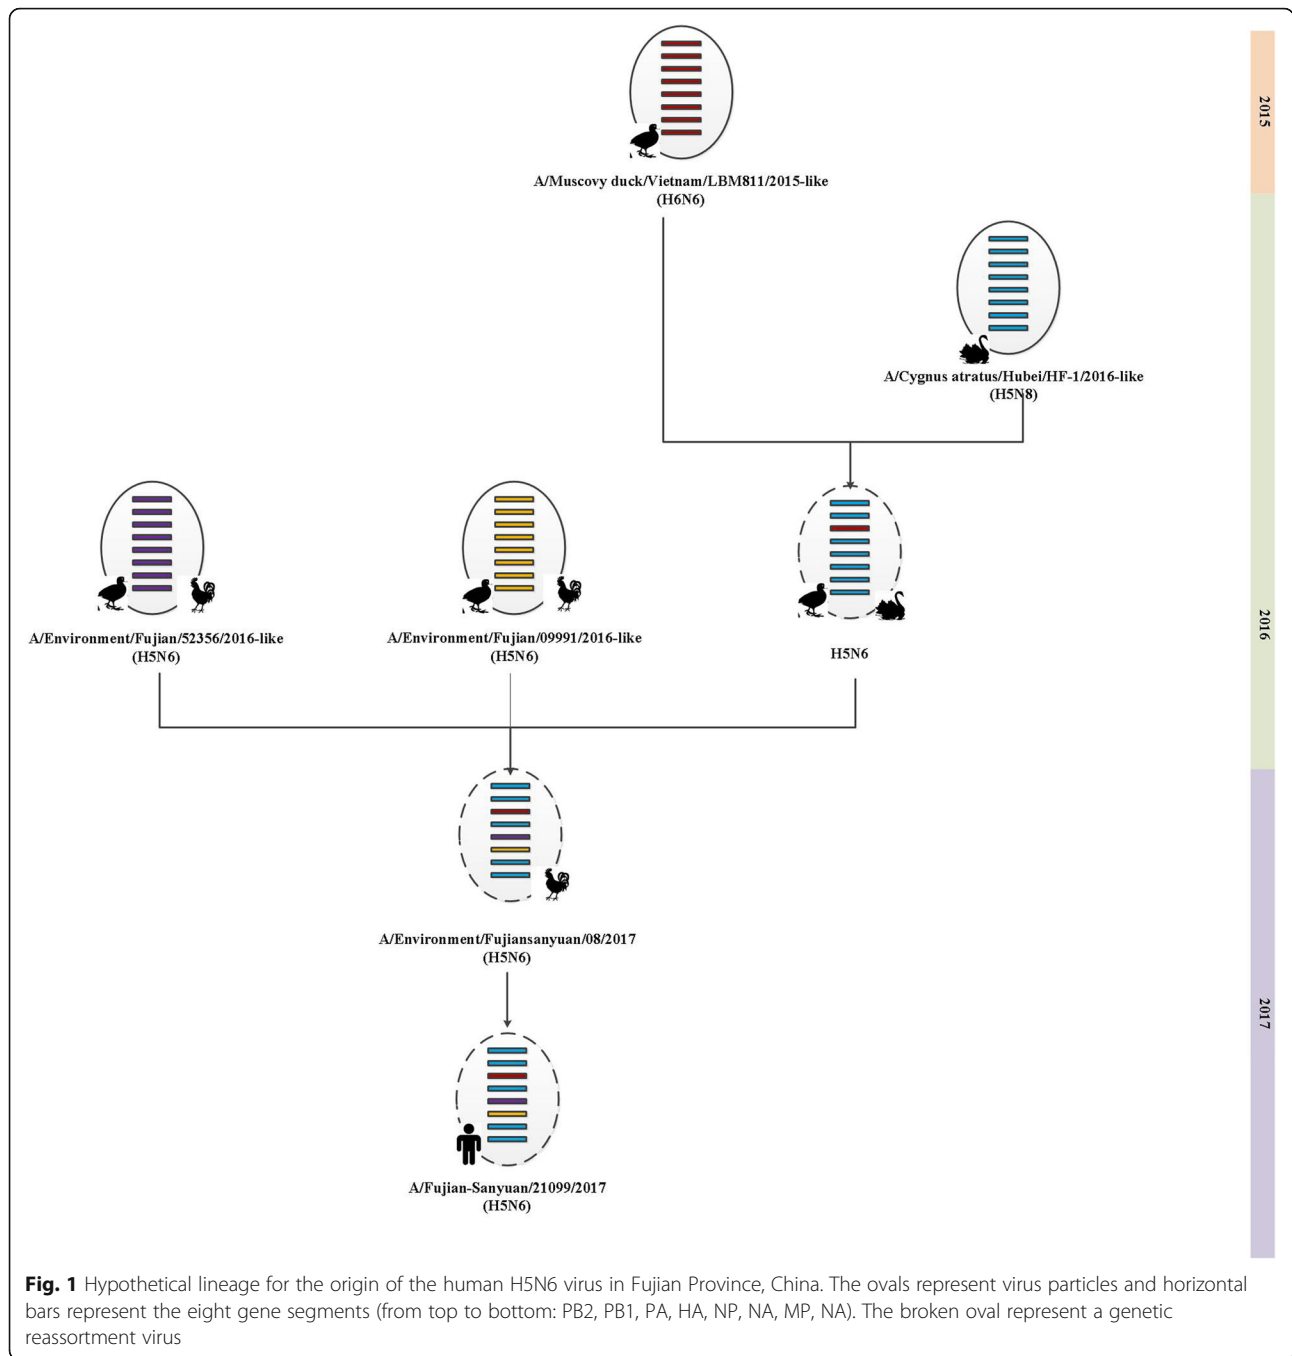 2015
A/Muscovy duck/Vietnam/LBM811/2015-like
(H6N6)
A/Cygnus atratus/Hubei/HF-1/2016-like
(H5N8)
A/Environment/Fujian/52356/2016-like
(H5N6)
A/Environment/Fujian/09991/2016-like
(H5N6)
H5N6
2016
A/Environment/Fujiansanyuan/08/2017
(H5N6)
2017
A/Fujian-Sanyuan/21099/2017
(H5N6)
Fig. 1 Hypothetical lineage for the origin of the human H5N6 virus in Fujian Province, China. The ovals represent virus particles and horizontal
bars represent the eight gene segments (from top to bottom: PB2, PB1, PA, HA, NP, NA, MP, NA). The broken oval represent a genetic
reassortment virus